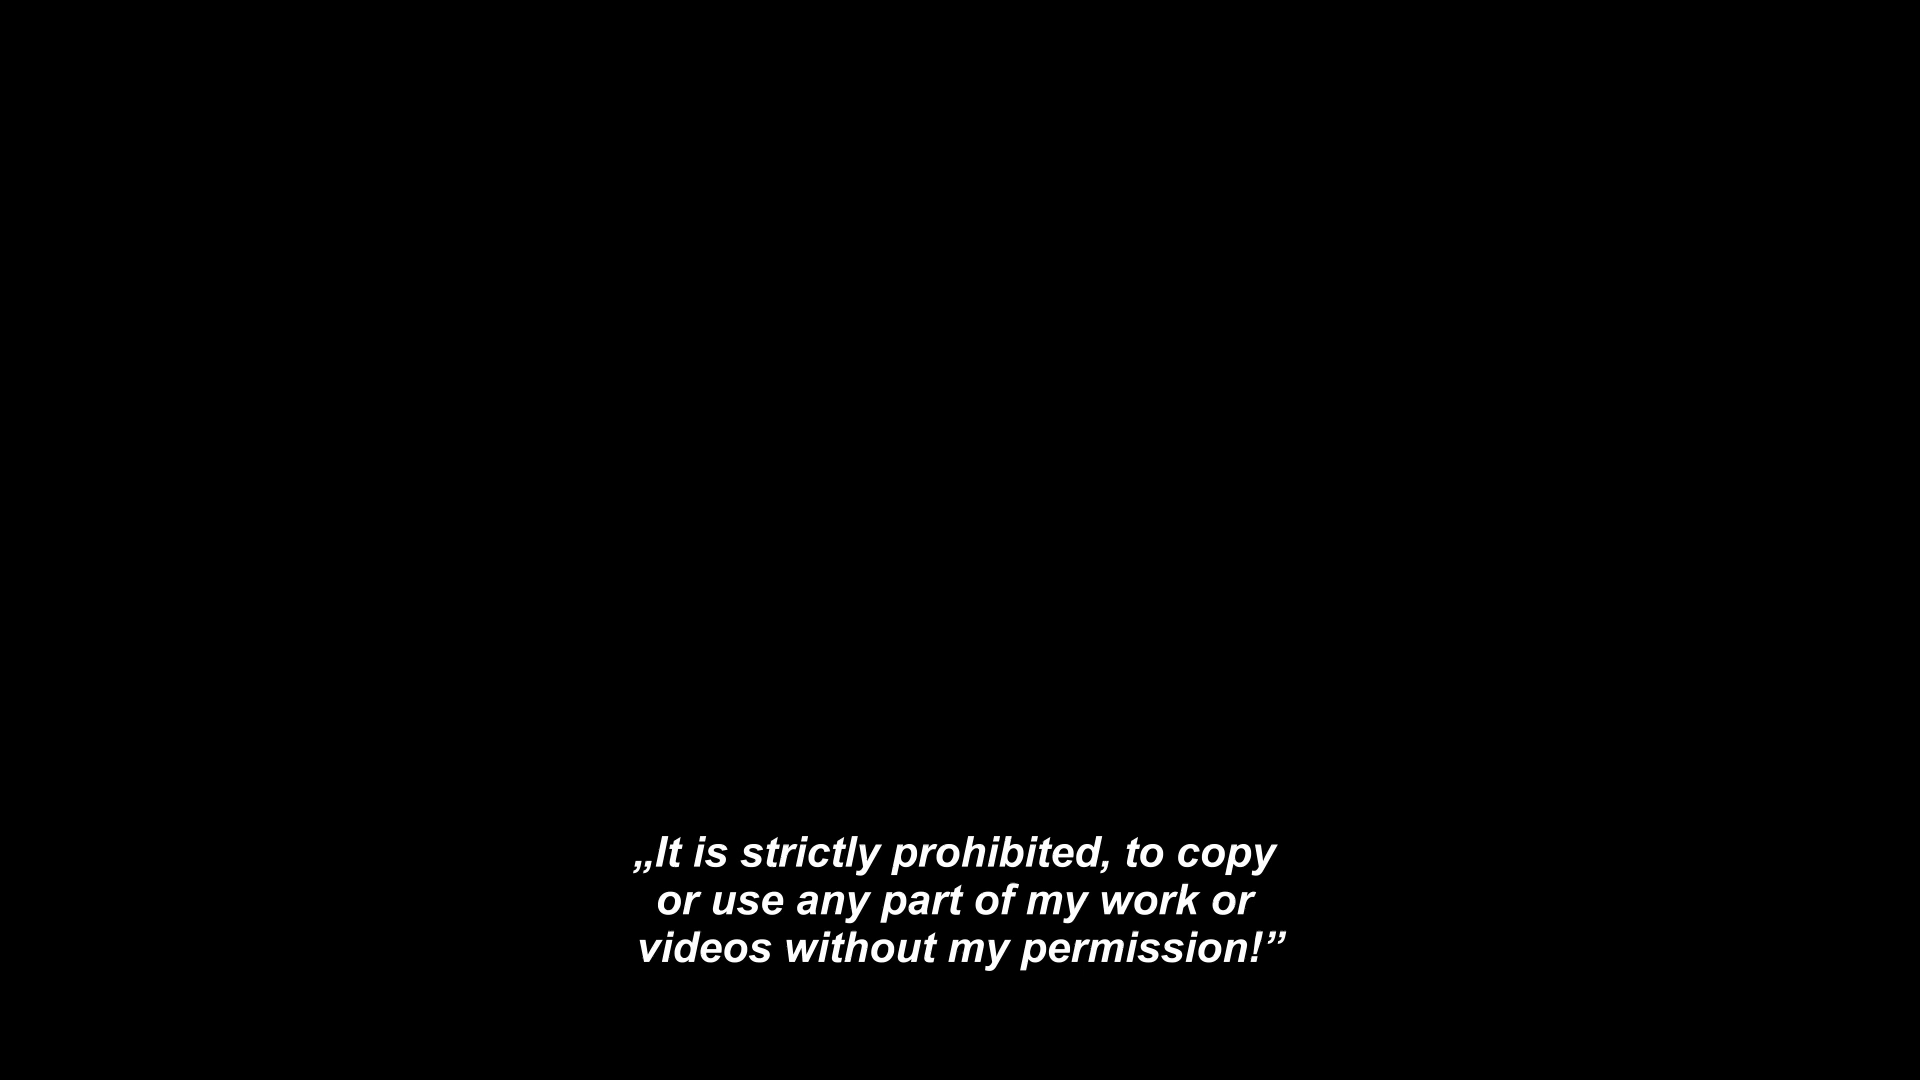 „It is strictly prohibited, to copy
or use any part of my work or
videos without my permission!”